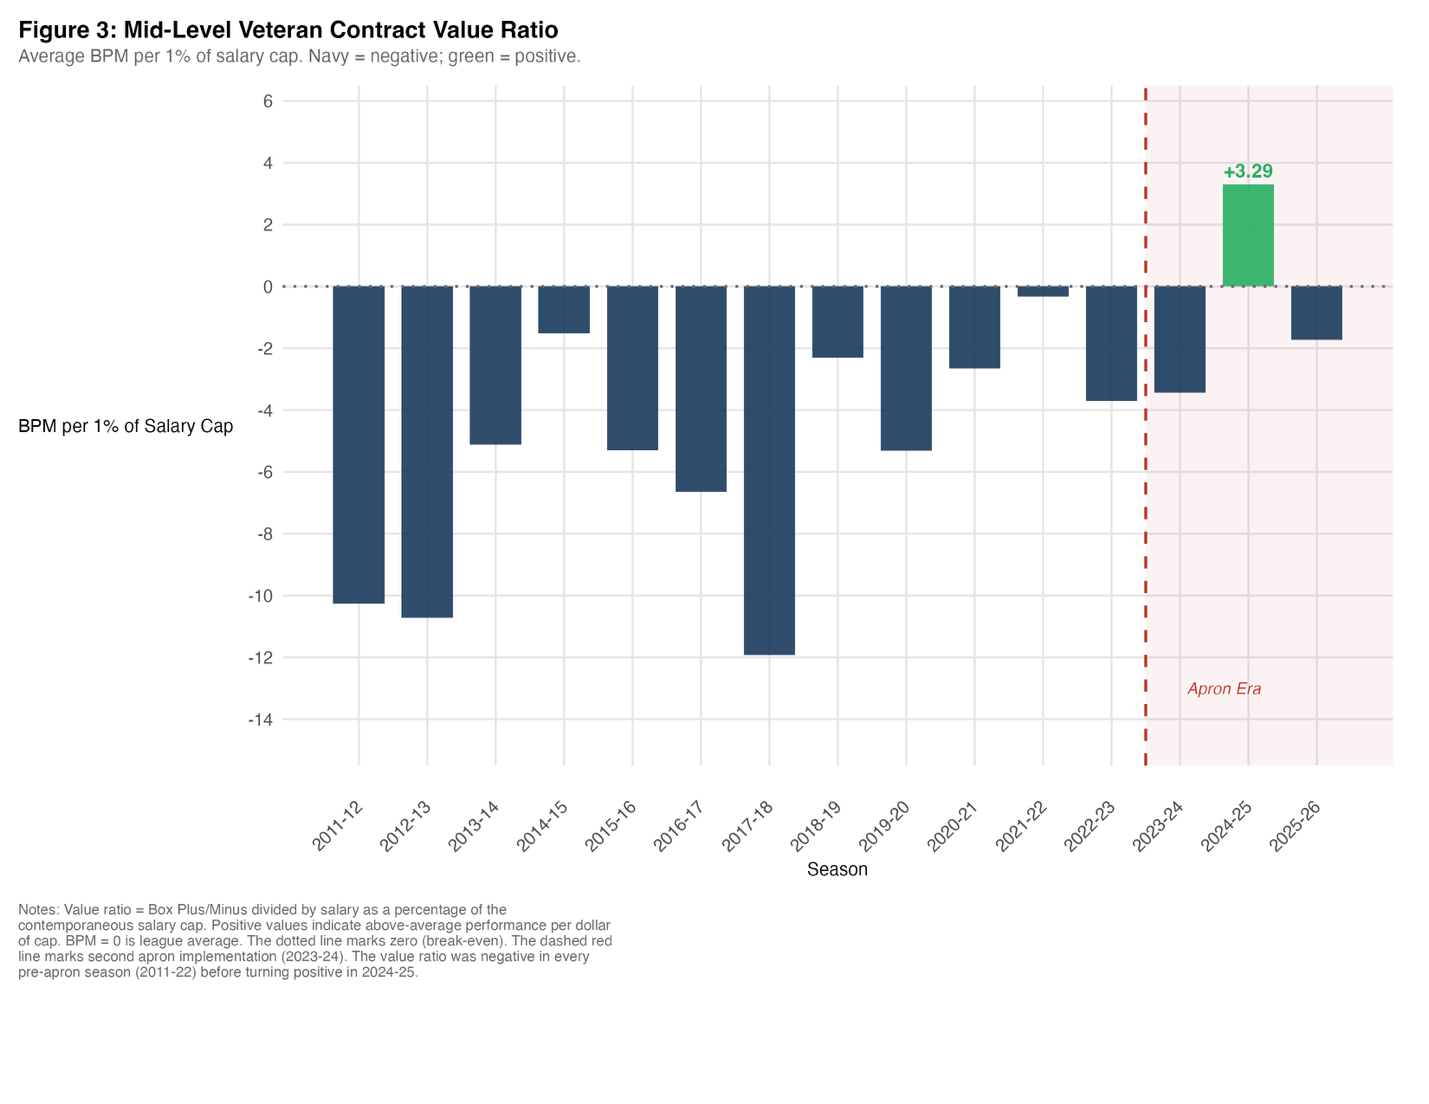 Figure 3: Mid-Level Veteran Contract Value Ratio
Average BPM per 1% of salary cap. Navy = negative; green = positive.
6
4
2
0
-2
-4
-6
-8
-10
-12
-14
BPM per 1% of Salary Cap
+3.29
Apron Era
2011-12
2012-13
2013-14
2014-15
2015-16
2016-17
2017-18
2018-19
2019-20
2020-21
2021-22
2022-23
2023-24
2024-25
2025-26
Season
Notes: Value ratio = Box Plus/Minus divided by salary as a percentage of the
contemporaneous salary cap. Positive values indicate above-average performance per dollar
of cap. BPM = 0 is league average. The dotted line marks zero (break-even). The dashed red
line marks second apron implementation (2023-24). The value ratio was negative in every
pre-apron season (2011-22) before turning positive in 2024-25.